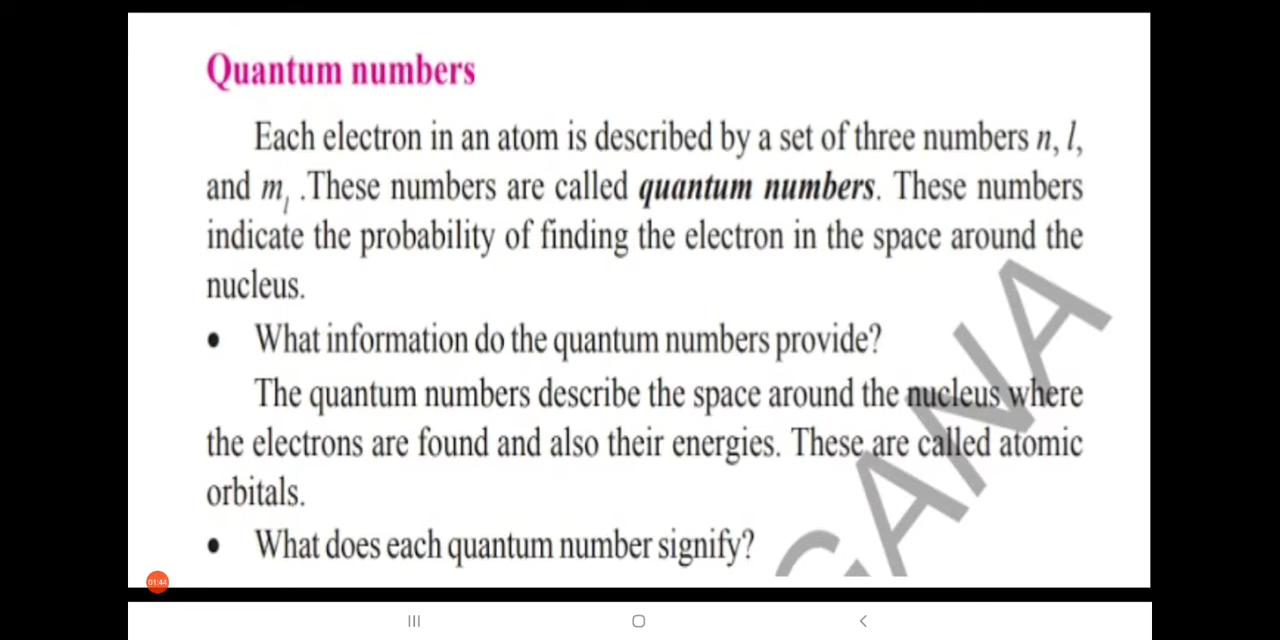 Quantum numbers
Each electron in an atom is described by a set of three numbers n, l,
and mₗ .These numbers are called quantum numbers. These numbers
indicate the probability of finding the electron in the space around the
nucleus.
• What information do the quantum numbers provide?
The quantum numbers describe the space around the nucleus where
the electrons are found and also their energies. These are called atomic
orbitals.
• What does each quantum number signify?
GANA
01:44